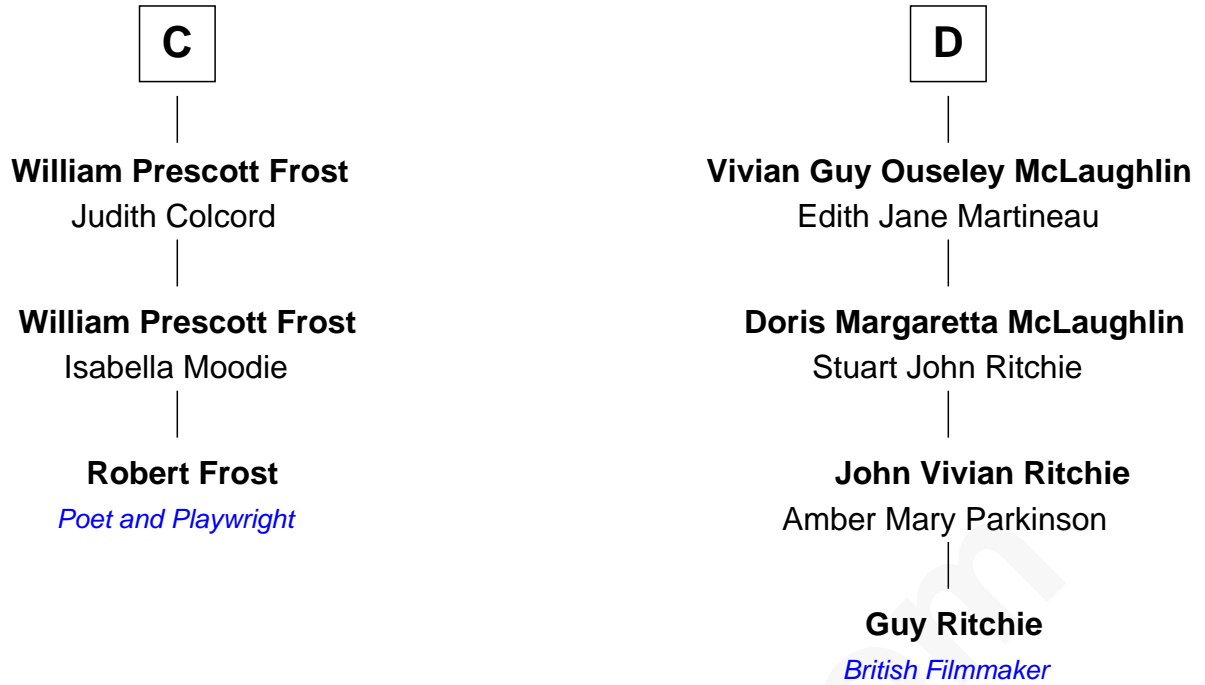 C
William Prescott Frost
Judith Colcord
William Prescott Frost
Isabella Moodie
Robert Frost
Poet and Playwright
D
Vivian Guy Ouseley McLaughlin
Edith Jane Martineau
Doris Margaretta McLaughlin
Stuart John Ritchie
John Vivian Ritchie
Amber Mary Parkinson
Guy Ritchie
British Filmmaker